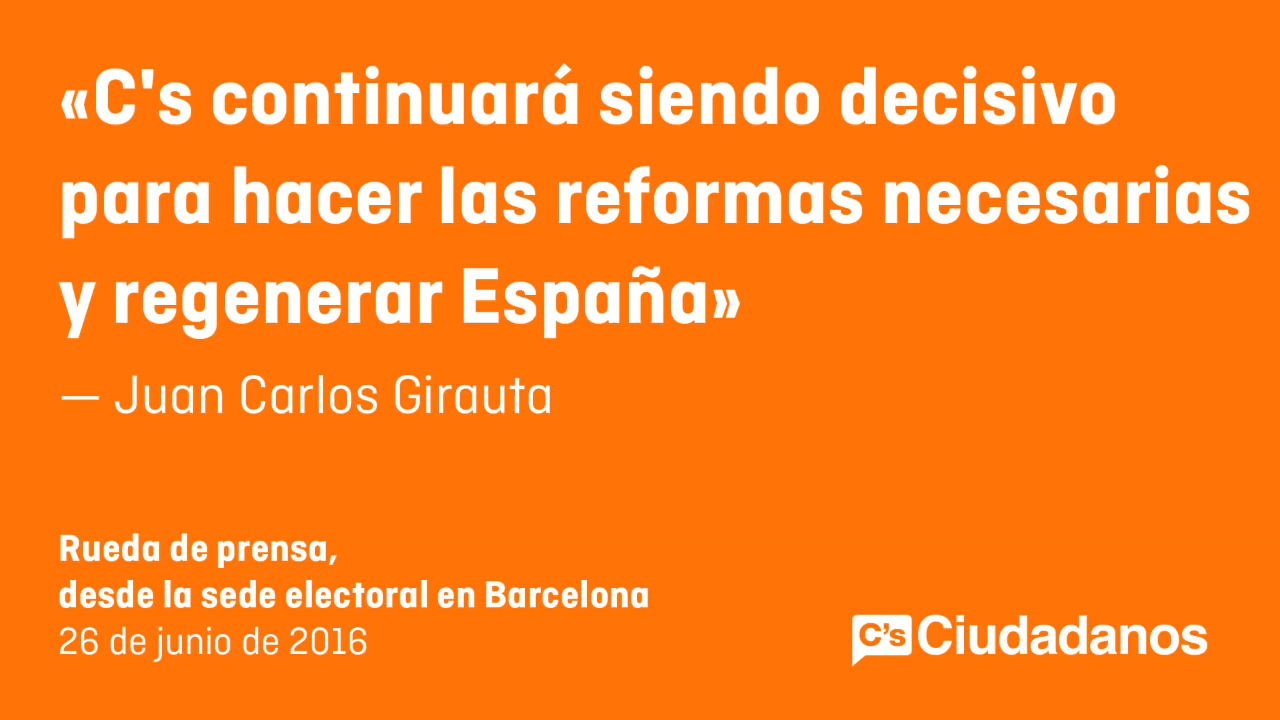 «C's continuará siendo decisivo
para hacer las reformas necesarias
y regenerar España»
— Juan Carlos Girauta
Rueda de prensa,
desde la sede electoral en Barcelona
26 de junio de 2016
C's Ciudadanos